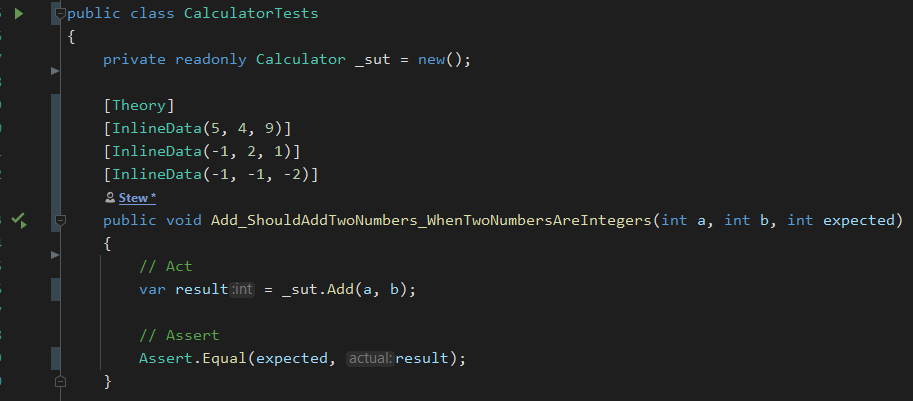 public class CalculatorTests
{
private readonly Calculator _sut = new();
[Theory]
[InlineData(5, 4, 9)]
[InlineData(-1, 2, 1)]
[InlineData(-1, -1, -2)]
Stew *
public void Add_ShouldAddTwoNumbers_WhenTwoNumbersAreIntegers(int a, int b, int expected)
{
// Act
var result:int = _sut.Add(a, b);
// Assert
Assert.Equal(expected, actual:result);
}